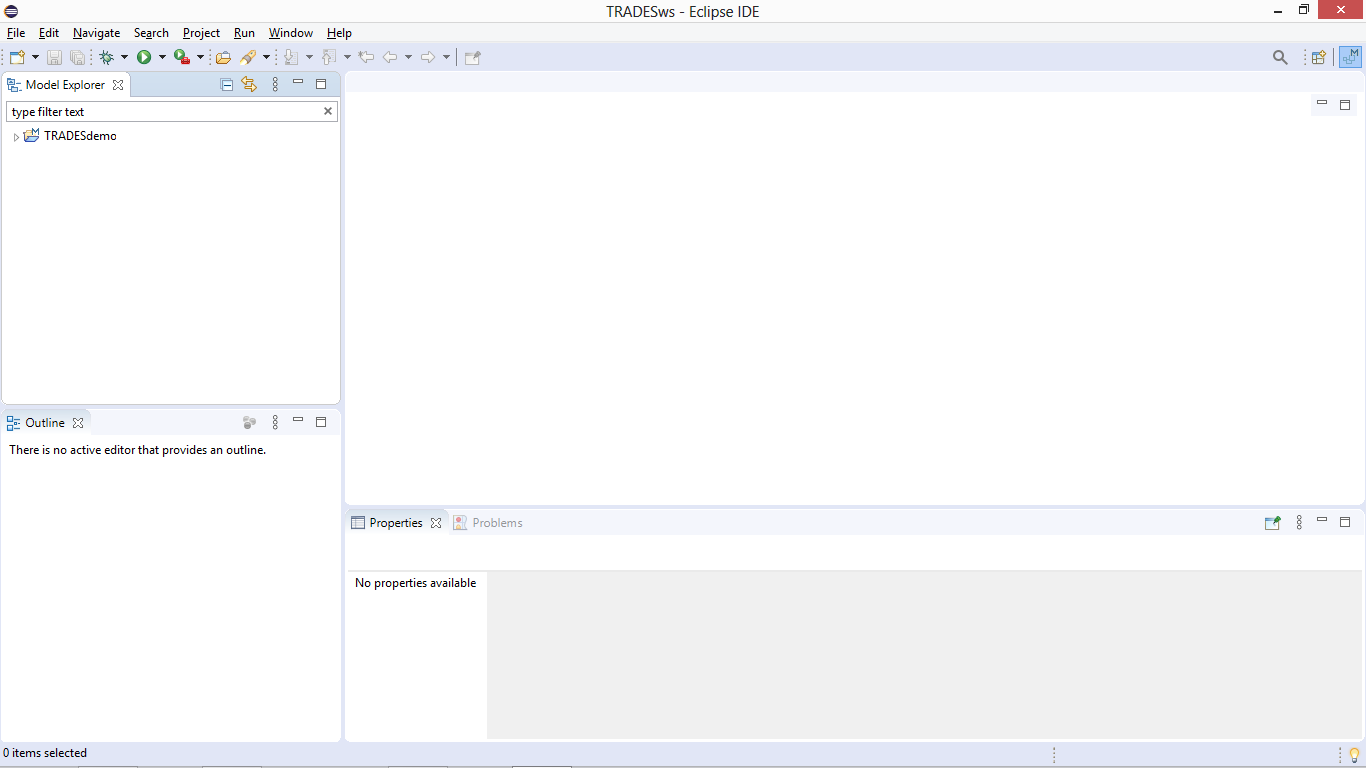 TRADESws - Eclipse IDE
File Edit Navigate Search Project Run Window Help
Model Explorer
type filter text
TRADESdemo
Outline
There is no active editor that provides an outline.
Properties Problems
No properties available
0 items selected